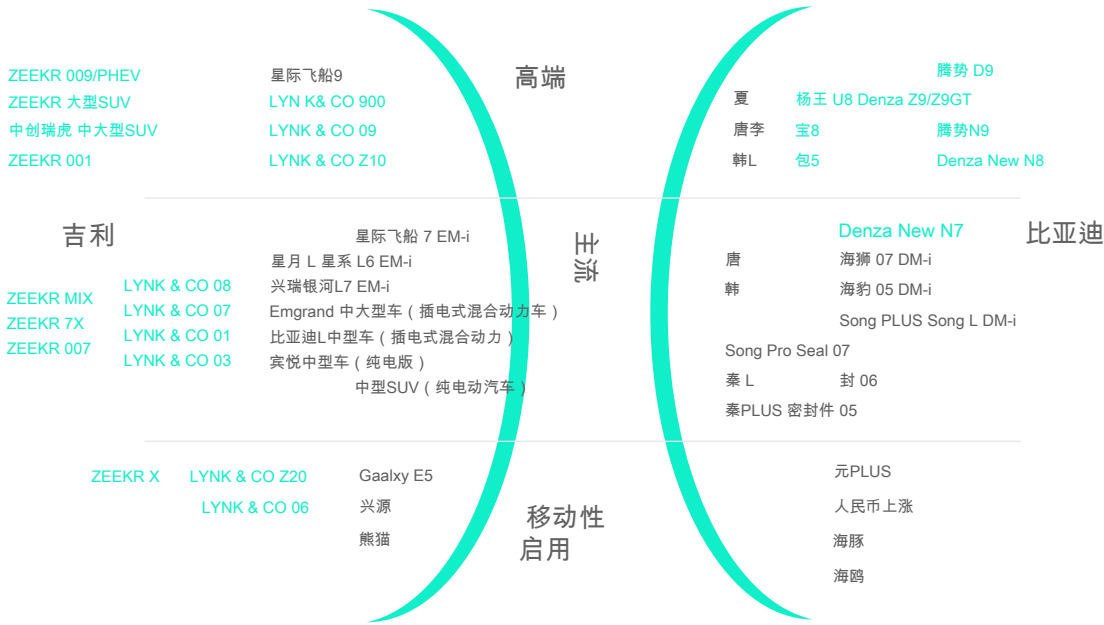 高端
ZEEKR 009/PHEV 星际飞船9
ZEEKR 大型SUV LYN K& CO 900
中创瑞虎 中大型SUV LYNK & CO 09
ZEEKR 001 LYNK & CO Z10
腾势 D9
夏 杨王 U8 Denza Z9/Z9GT
唐李 宝8 腾势N9
韩L 包5 Denza New N8
吉利
主流
比亚迪
星际飞船 7 EM-i
星月 L 星系 L6 EM-i
LYNK & CO 08 兴瑞银河L7 EM-i
ZEEKR MIX
LYNK & CO 07 Emgrand 中大型车（插电式混合动力车）
ZEEKR 7X
LYNK & CO 01 比亚迪L中型车（插电式混合动力）
ZEEKR 007
LYNK & CO 03 宾悦中型车（纯电版）
中型SUV（纯电动汽车）
Denza New N7
唐 海狮 07 DM-i
韩 海豹 05 DM-i
Song PLUS Song L DM-i
Song Pro Seal 07
秦 L 封 06
秦PLUS 密封件 05
移动性
启用
ZEEKR X LYNK & CO Z20 Gaalxy E5
LYNK & CO 06 兴源
熊猫
元PLUS
人民币上涨
海豚
海鸥